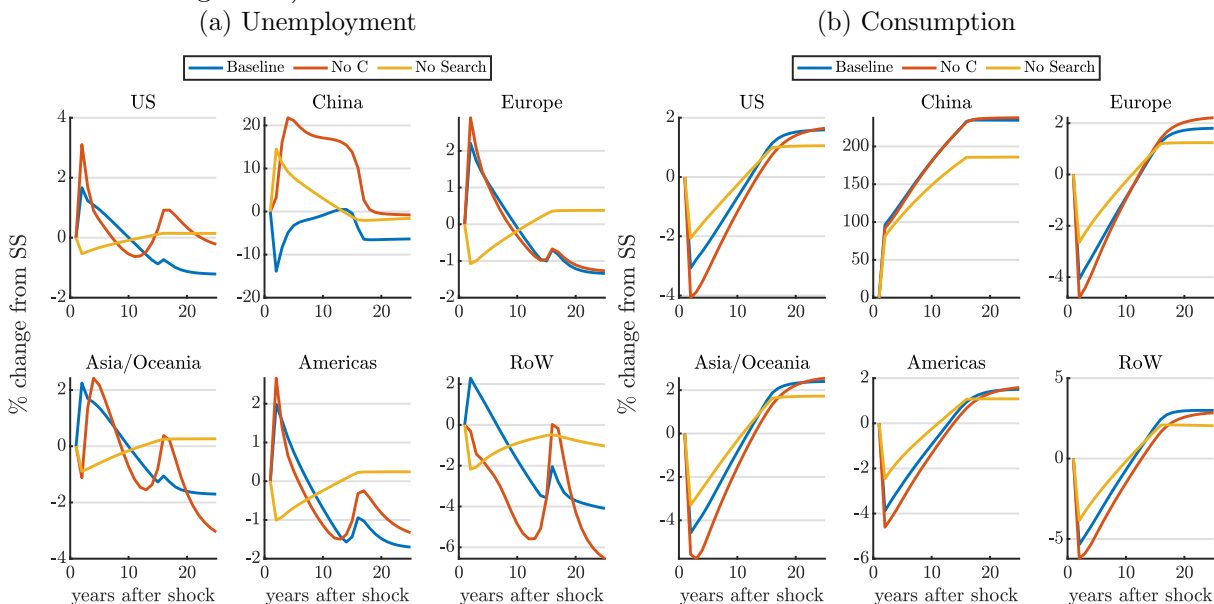 (a) Unemployment
Baseline No C No Search
US China Europe
4
2
0
-2
0 10 20
20
10
0
-10
-20
0 10 20
2
1
0
-1
-2
0 10 20
% change from SS
Asia/Oceania Americas RoW
2
0
-2
-4
0 10 20
2
1
0
-1
-2
0 10 20
2
0
-2
-4
-6
0 10 20
years after shock years after shock years after shock
(b) Consumption
Baseline No C No Search
US China Europe
2
0
-2
-4
0 10 20
200
150
100
50
0
0 10 20
2
0
-2
-4
0 10 20
% change from SS
Asia/Oceania Americas RoW
2
0
-2
-4
0 10 20
2
0
-2
-4
-6
0 10 20
5
0
-5
0 10 20
years after shock years after shock years after shock